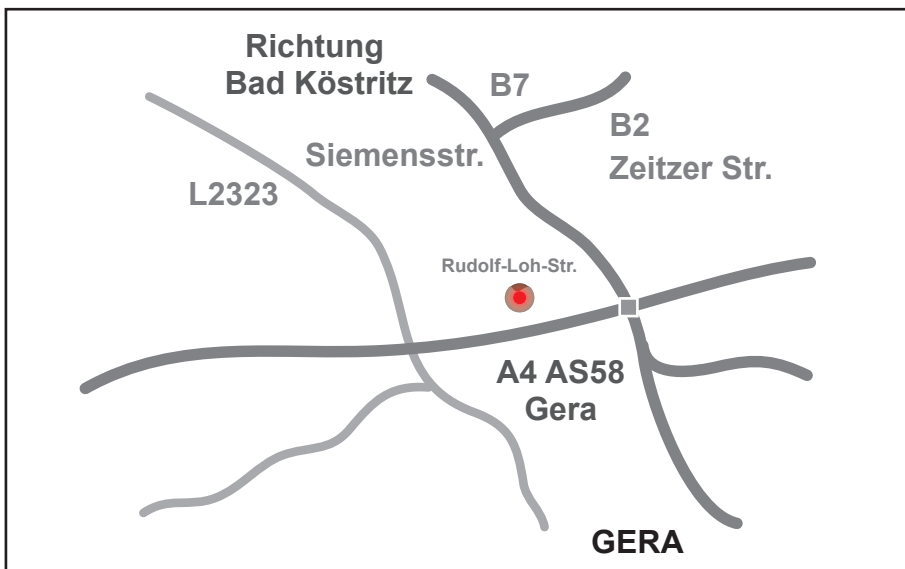 Richtung
Bad Köstritz
B7
B2
Siemensstr.
Zeitzer Str.
L2323
Rudolf-Loh-Str.
A4 AS58
Gera
GERA